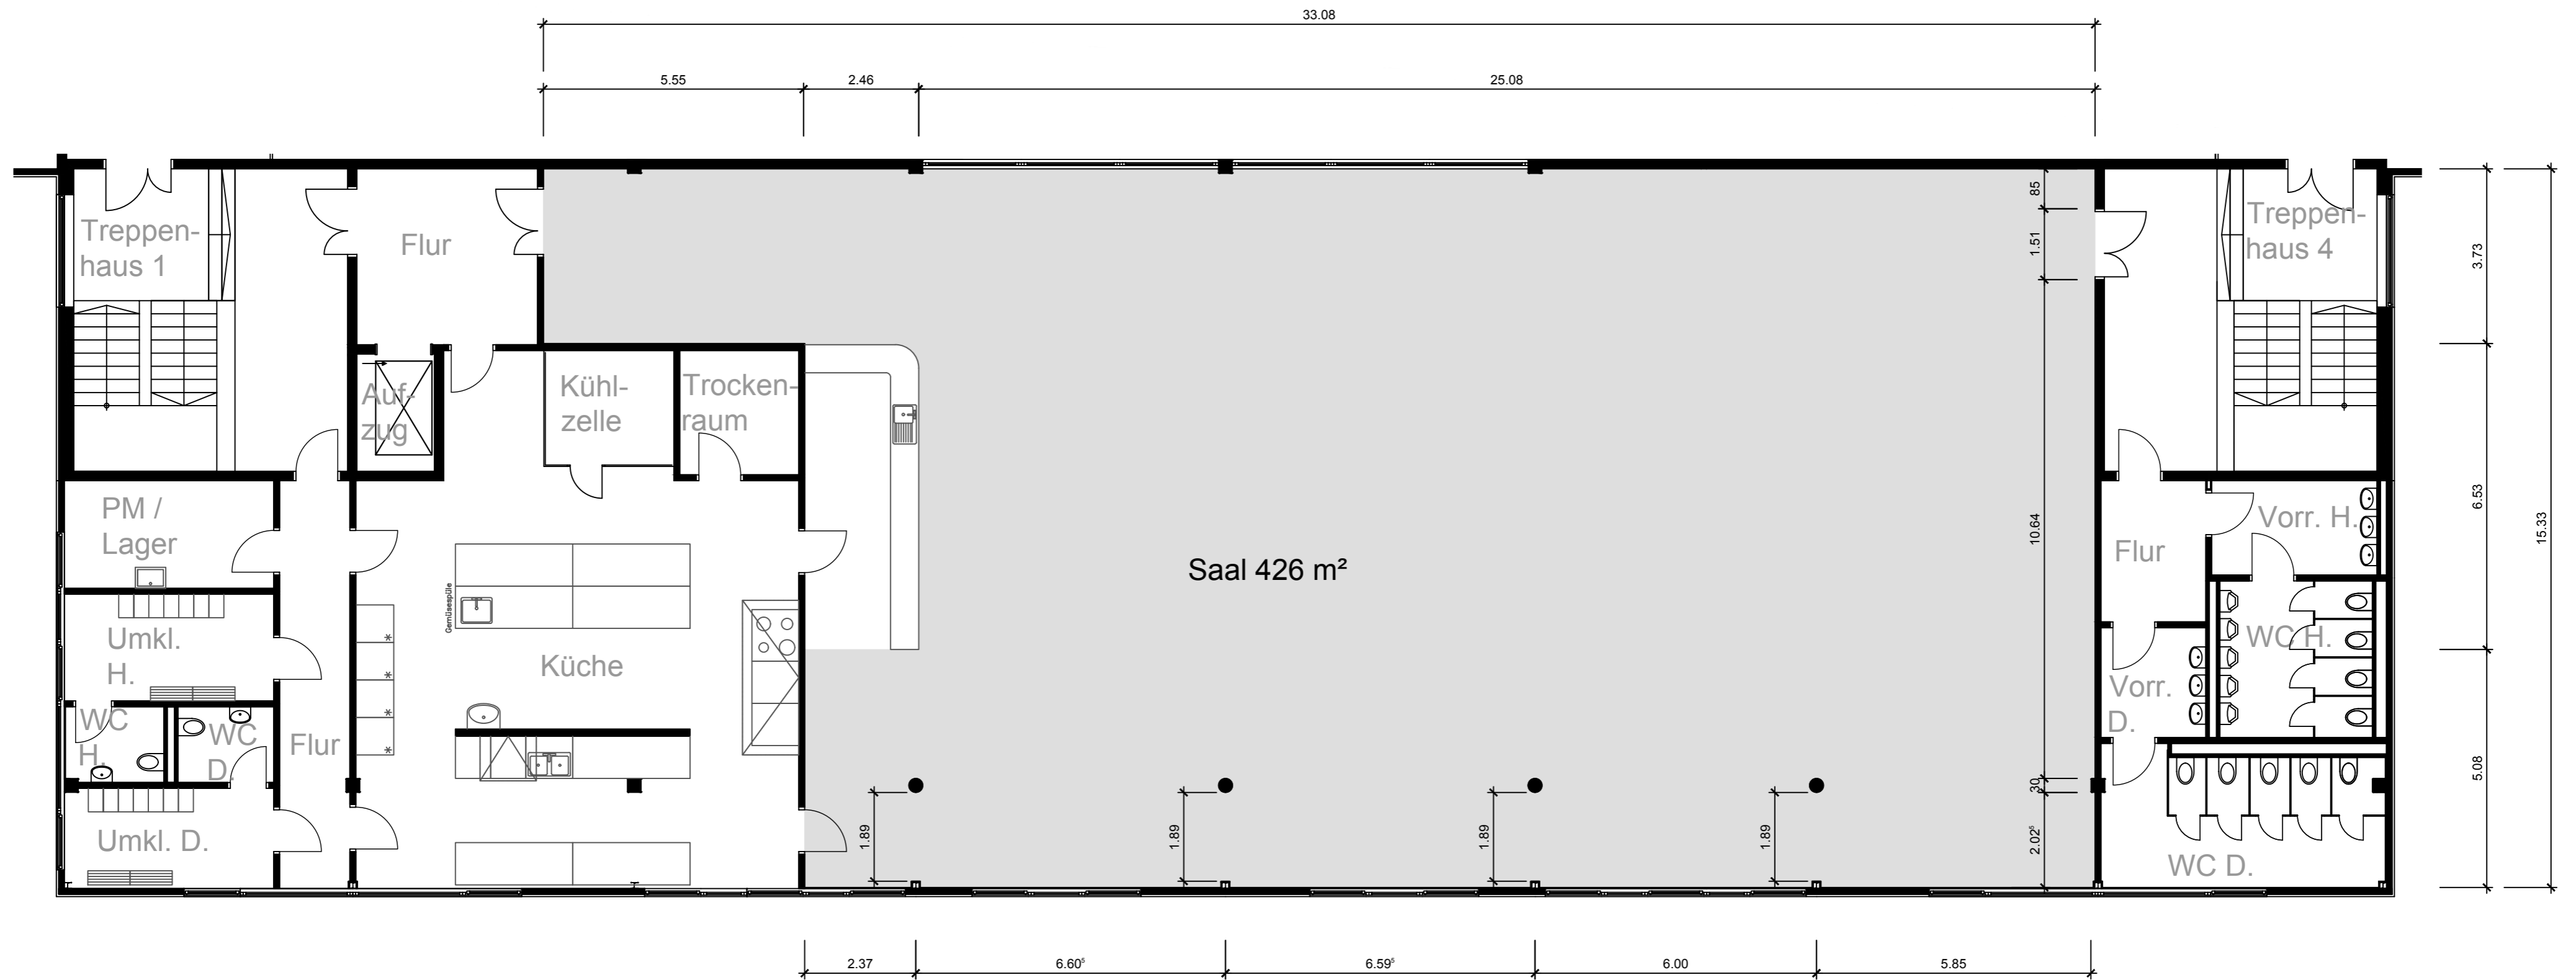 33.08
5.55
2.46
25.08
Treppen-
haus 1
Flur
85
1.51
Treppen-
haus 4
3.73
Auf-
zug
Kühl-
zelle
Trocken-
raum
PM /
Lager
Gemüsespüle
Saal 426 m²
10.64
Flur
Vorr. H.
6.53
15.33
Umkl.
H.
Küche
WC H.
Vorr.
D.
WC
H.
WC
D.
Flur
*
*
*
*
Umkl. D.
1.89
1.89
1.89
1.89
30
2.02⁵
WC D.
5.08
2.37
6.60⁵
6.59⁵
6.00
5.85